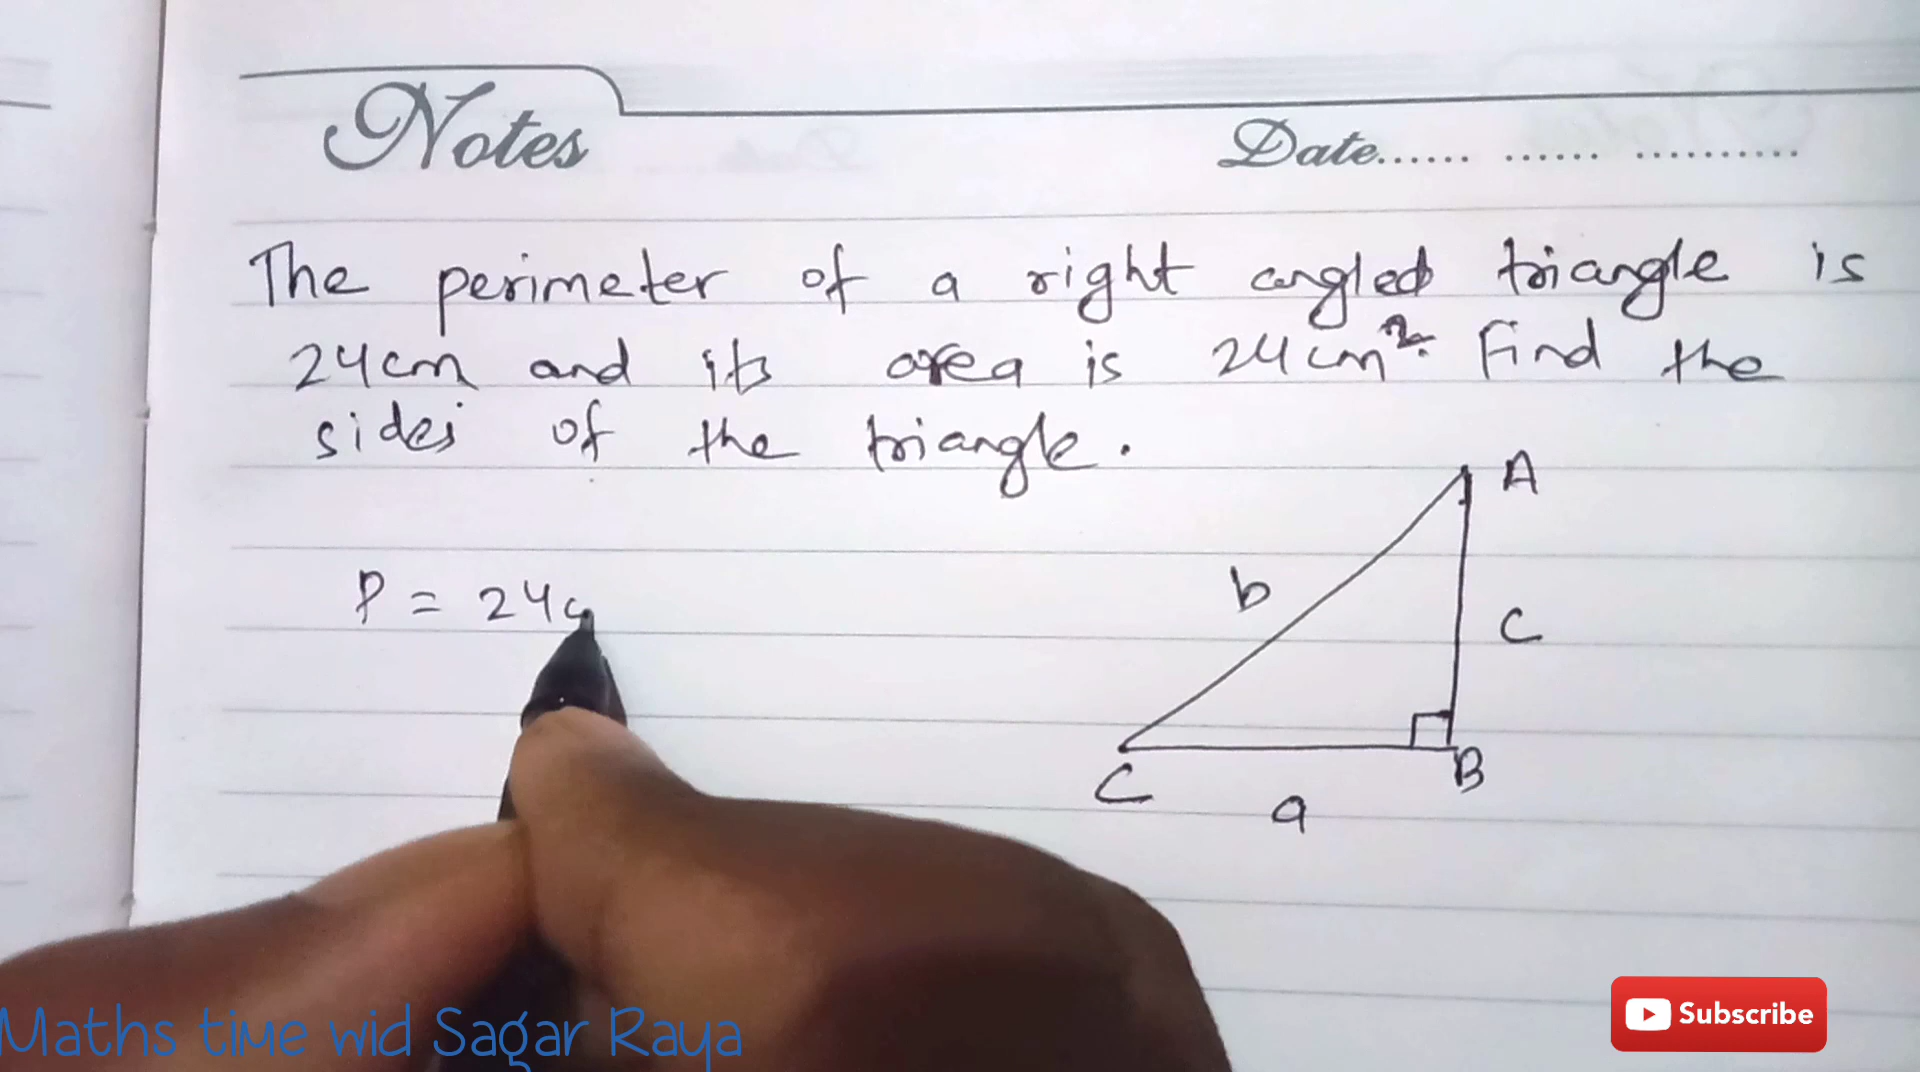 Notes
Date...... ...... ..........
The perimeter of a right angled triangle is
24cm and its area is 24cm². Find the
sides of the triangle.
A
b
c
P = 24c
C
B
a
Maths time wid Sagar Raya
Subscribe